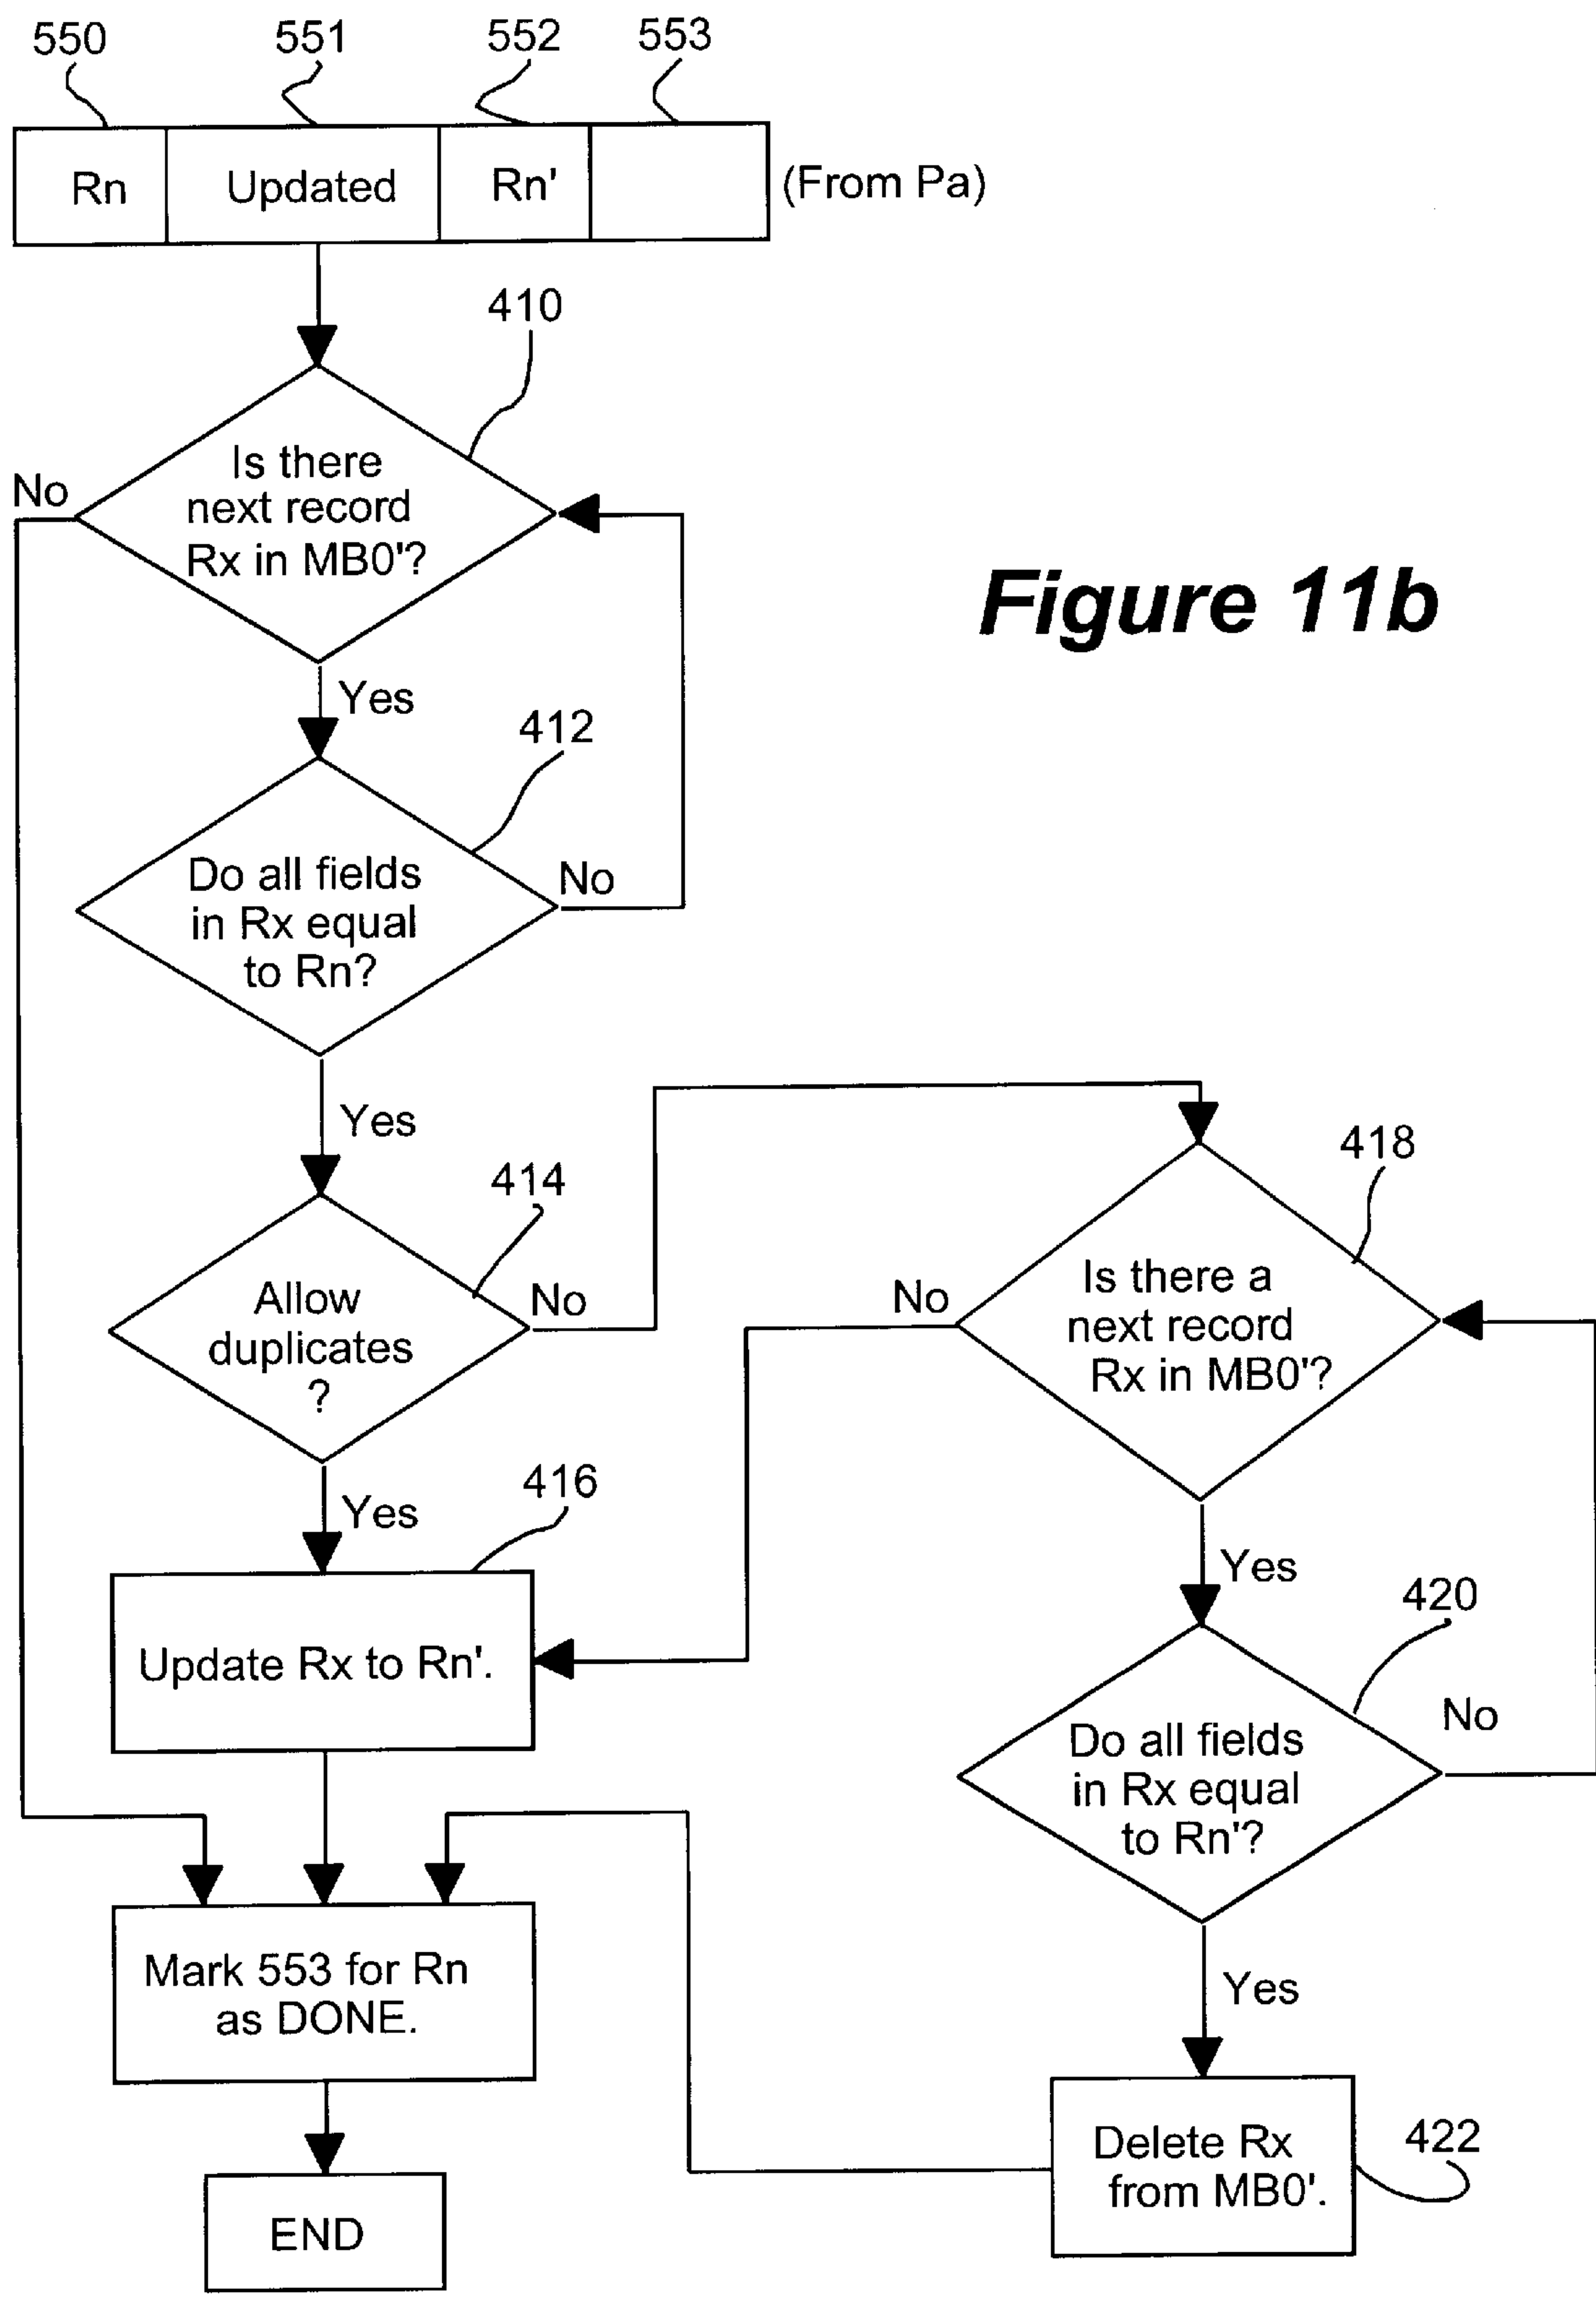 550 551 552 553
Rn Updated Rn' (From Pa)
410
Is there
next record
Rx in MB0'?
No
Figure 11b
Yes
412
Do all fields
in Rx equal
to Rn?
No
Yes
414
Allow
duplicates
?
No
418
Is there a
next record
Rx in MB0'?
No
Yes
416
Update Rx to Rn'.
Yes
420
Do all fields
in Rx equal
to Rn'?
No
Mark 553 for Rn
as DONE.
Yes
Delete Rx
from MB0'.
422
END